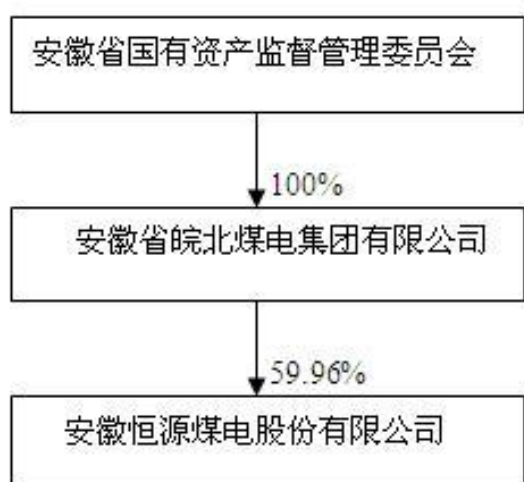 安徽省国有资产监督管理委员会
100%
安徽省皖北煤电集团有限公司
59.96%
安徽恒源煤电股份有限公司